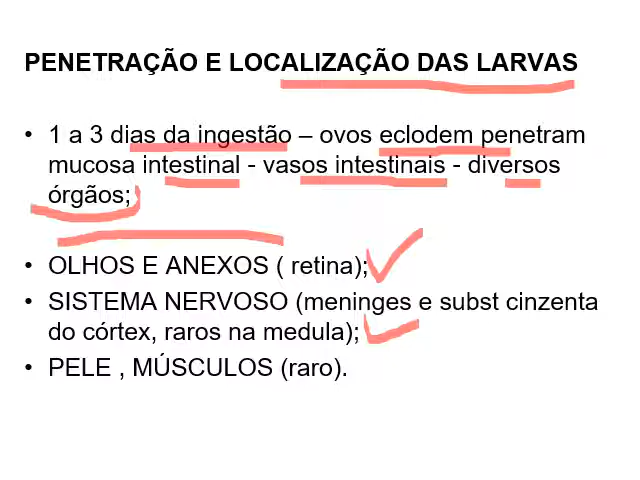 PENETRAÇÃO E LOCALIZAÇÃO DAS LARVAS
• 1 a 3 dias da ingestão – ovos eclodem penetram
mucosa intestinal - vasos intestinais - diversos
órgãos;
• OLHOS E ANEXOS ( retina);
• SISTEMA NERVOSO (meninges e subst cinzenta
do córtex, raros na medula);
• PELE , MÚSCULOS (raro).